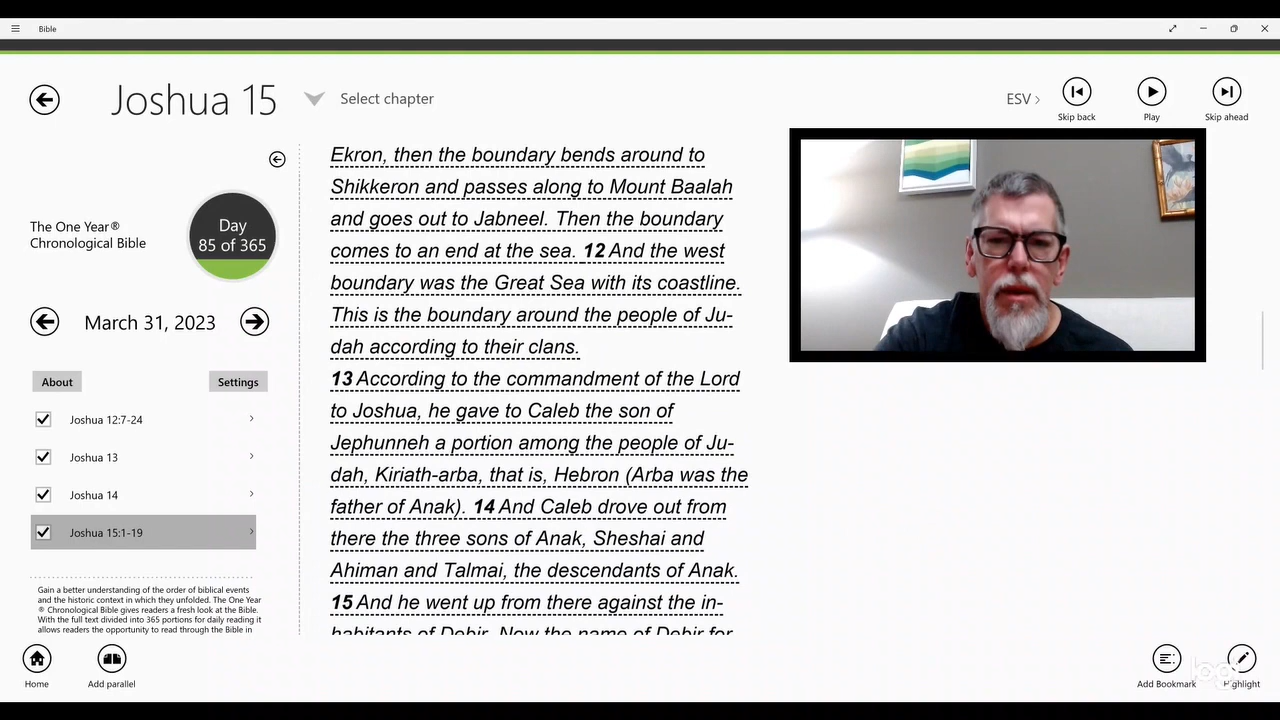 Bible
Joshua 15
Select chapter
ESV
Skip back
Play
Skip ahead
The One Year®
Chronological Bible
Day
85 of 365
March 31, 2023
About
Settings
Joshua 12:7-24
Joshua 13
Joshua 14
Joshua 15:1-19
Gain a better understanding of the order of biblical events
and the historic context in which they unfolded. The One Year
® Chronological Bible gives readers a fresh look at the Bible.
With the full text divided into 365 portions for daily reading it
allows readers the opportunity to read through the Bible in
Ekron, then the boundary bends around to
Shikkeron and passes along to Mount Baalah
and goes out to Jabneel. Then the boundary
comes to an end at the sea. 12 And the west
boundary was the Great Sea with its coastline.
This is the boundary around the people of Ju-
dah according to their clans.
13 According to the commandment of the Lord
to Joshua, he gave to Caleb the son of
Jephunneh a portion among the people of Ju-
dah, Kiriath-arba, that is, Hebron (Arba was the
father of Anak). 14 And Caleb drove out from
there the three sons of Anak, Sheshai and
Ahiman and Talmai, the descendants of Anak.
15 And he went up from there against the in-
habitants of Debir. Now the name of Debir for
Home
Add parallel
Add Bookmark
Highlight
logi